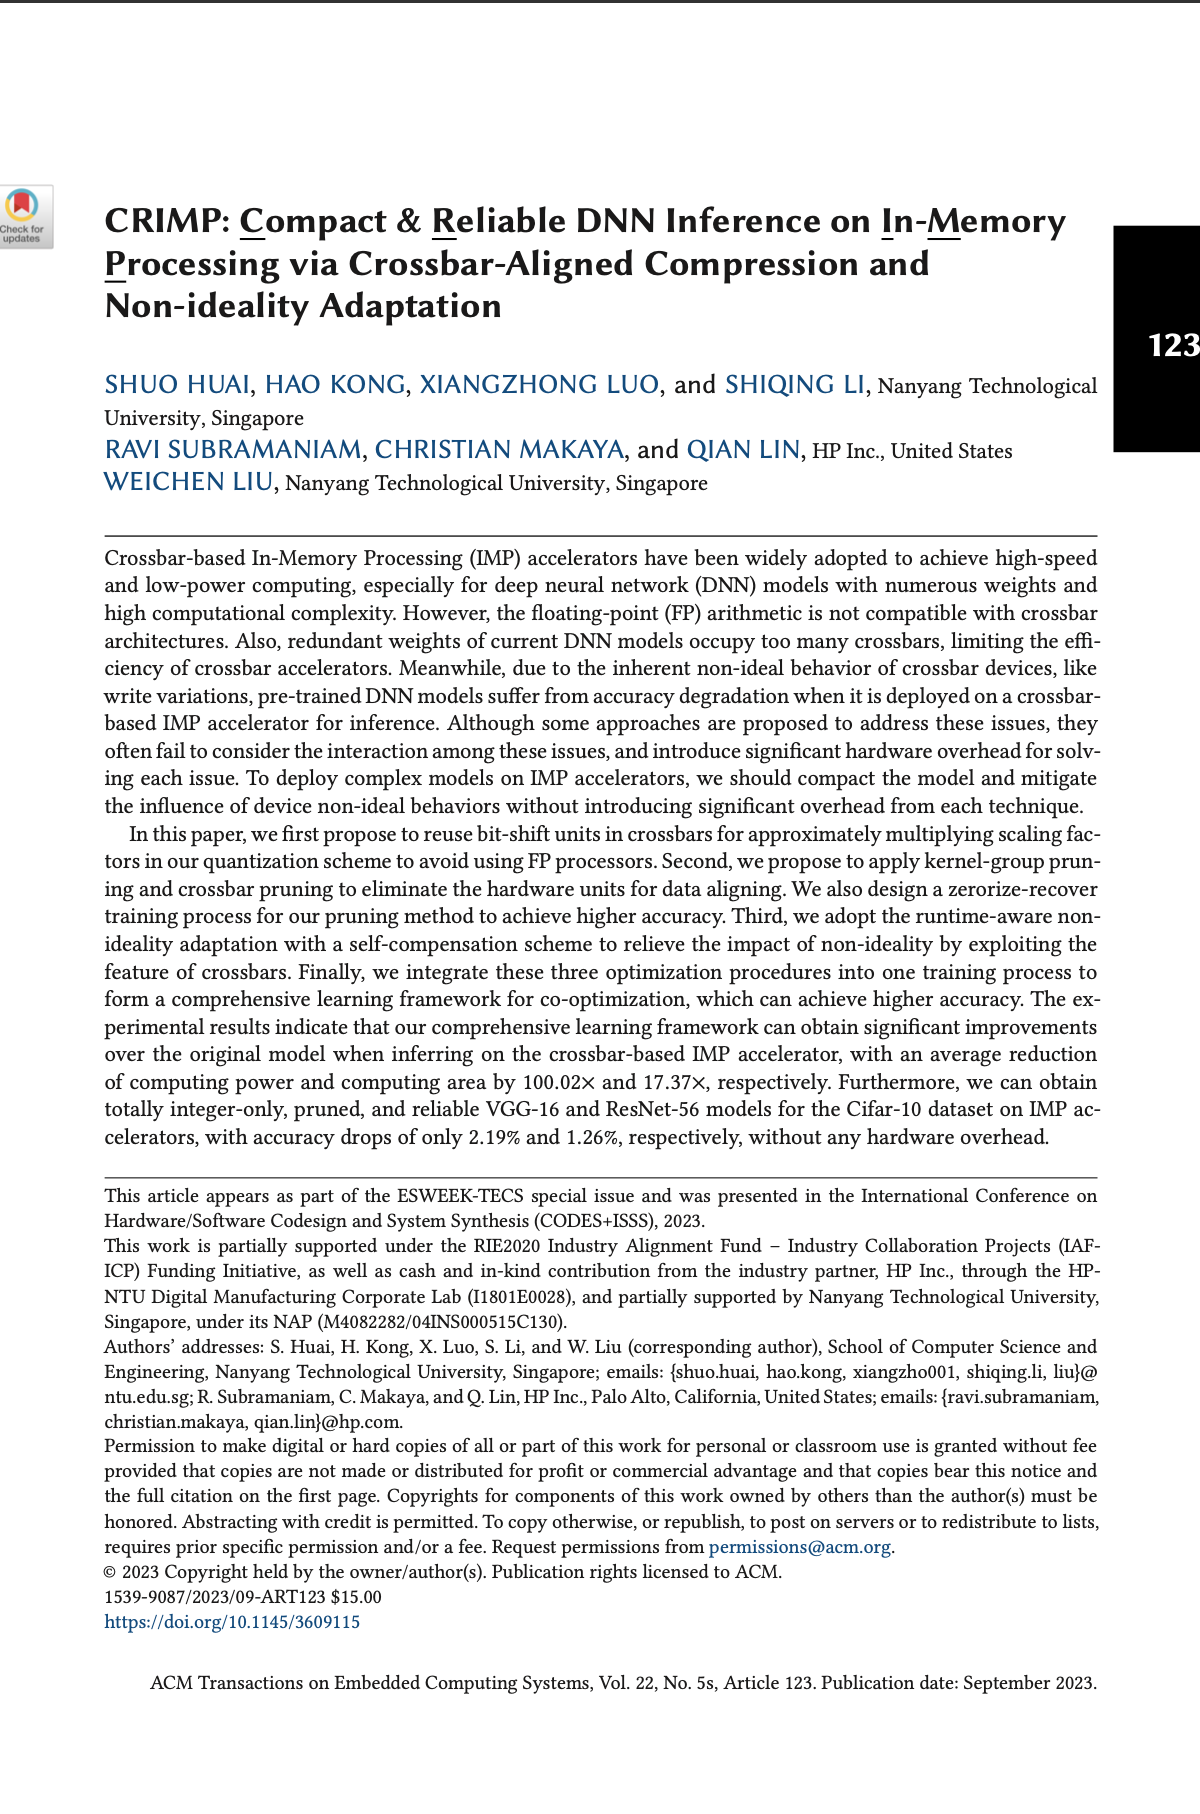 Check for
updates
CRIMP: Compact & Reliable DNN Inference on In-Memory
Processing via Crossbar-Aligned Compression and
Non-ideality Adaptation
123
SHUO HUAI, HAO KONG, XIANGZHONG LUO, and SHIQING LI, Nanyang Technological
University, Singapore
RAVI SUBRAMANIAM, CHRISTIAN MAKAYA, and QIAN LIN, HP Inc., United States
WEICHEN LIU, Nanyang Technological University, Singapore
Crossbar-based In-Memory Processing (IMP) accelerators have been widely adopted to achieve high-speed
and low-power computing, especially for deep neural network (DNN) models with numerous weights and
high computational complexity. However, the floating-point (FP) arithmetic is not compatible with crossbar
architectures. Also, redundant weights of current DNN models occupy too many crossbars, limiting the effi-
ciency of crossbar accelerators. Meanwhile, due to the inherent non-ideal behavior of crossbar devices, like
write variations, pre-trained DNN models suffer from accuracy degradation when it is deployed on a crossbar-
based IMP accelerator for inference. Although some approaches are proposed to address these issues, they
often fail to consider the interaction among these issues, and introduce significant hardware overhead for solv-
ing each issue. To deploy complex models on IMP accelerators, we should compact the model and mitigate
the influence of device non-ideal behaviors without introducing significant overhead from each technique.
In this paper, we first propose to reuse bit-shift units in crossbars for approximately multiplying scaling fac-
tors in our quantization scheme to avoid using FP processors. Second, we propose to apply kernel-group prun-
ing and crossbar pruning to eliminate the hardware units for data aligning. We also design a zerorize-recover
training process for our pruning method to achieve higher accuracy. Third, we adopt the runtime-aware non-
ideality adaptation with a self-compensation scheme to relieve the impact of non-ideality by exploiting the
feature of crossbars. Finally, we integrate these three optimization procedures into one training process to
form a comprehensive learning framework for co-optimization, which can achieve higher accuracy. The ex-
perimental results indicate that our comprehensive learning framework can obtain significant improvements
over the original model when inferring on the crossbar-based IMP accelerator, with an average reduction
of computing power and computing area by 100.02× and 17.37×, respectively. Furthermore, we can obtain
totally integer-only, pruned, and reliable VGG-16 and ResNet-56 models for the Cifar-10 dataset on IMP ac-
celerators, with accuracy drops of only 2.19% and 1.26%, respectively, without any hardware overhead.
This article appears as part of the ESWEEK-TECS special issue and was presented in the International Conference on
Hardware/Software Codesign and System Synthesis (CODES+ISSS), 2023.
This work is partially supported under the RIE2020 Industry Alignment Fund – Industry Collaboration Projects (IAF-
ICP) Funding Initiative, as well as cash and in-kind contribution from the industry partner, HP Inc., through the HP-
NTU Digital Manufacturing Corporate Lab (I1801E0028), and partially supported by Nanyang Technological University,
Singapore, under its NAP (M4082282/04INS000515C130).
Authors' addresses: S. Huai, H. Kong, X. Luo, S. Li, and W. Liu (corresponding author), School of Computer Science and
Engineering, Nanyang Technological University, Singapore; emails: {shuo.huai, hao.kong, xiangzho001, shiqing.li, liu}@
ntu.edu.sg; R. Subramaniam, C. Makaya, and Q. Lin, HP Inc., Palo Alto, California, United States; emails: {ravi.subramaniam,
christian.makaya, qian.lin}@hp.com.
Permission to make digital or hard copies of all or part of this work for personal or classroom use is granted without fee
provided that copies are not made or distributed for profit or commercial advantage and that copies bear this notice and
the full citation on the first page. Copyrights for components of this work owned by others than the author(s) must be
honored. Abstracting with credit is permitted. To copy otherwise, or republish, to post on servers or to redistribute to lists,
requires prior specific permission and/or a fee. Request permissions from permissions@acm.org.
© 2023 Copyright held by the owner/author(s). Publication rights licensed to ACM.
1539-9087/2023/09-ART123 $15.00
https://doi.org/10.1145/3609115
ACM Transactions on Embedded Computing Systems, Vol. 22, No. 5s, Article 123. Publication date: September 2023.